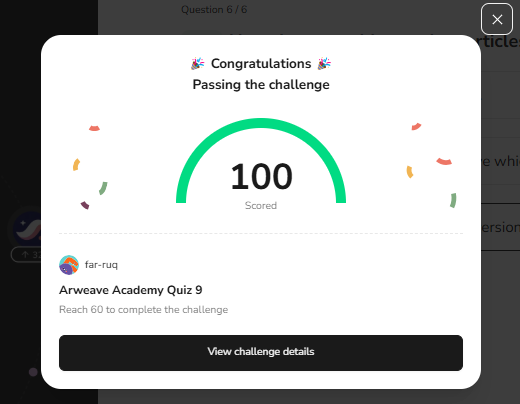 Question 6 / 6
rticles
🎉 Congratulations 🎉
Passing the challenge
100
Scored
e which
ersion
far-ruq
Arweave Academy Quiz 9
Reach 60 to complete the challenge
View challenge details